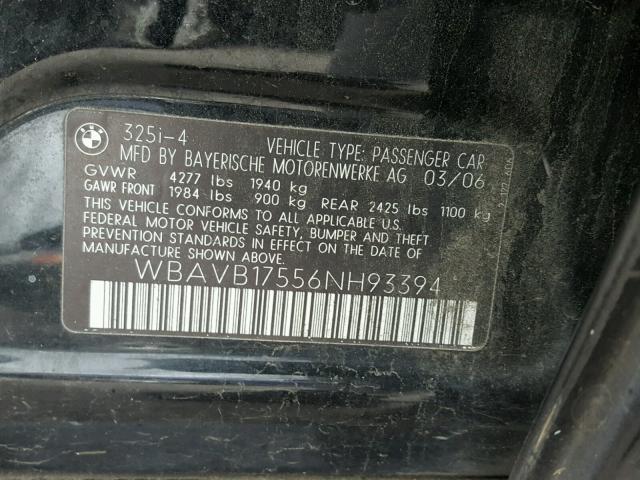 BMW
325i-4 VEHICLE TYPE: PASSENGER CAR
MFD BY BAYERISCHE MOTORENWERKE AG 03/06
GVWR 4277 lbs 1940 kg
GAWR FRONT 1984 lbs 900 kg REAR 2425 lbs 1100 kg
THIS VEHICLE CONFORMS TO ALL APPLICABLE U.S.
FEDERAL MOTOR VEHICLE SAFETY, BUMPER AND THEFT
PREVENTION STANDARDS IN EFFECT ON THE DATE OF
MANUFACTURE SHOWN ABOVE.
WBAVB17556NH93394